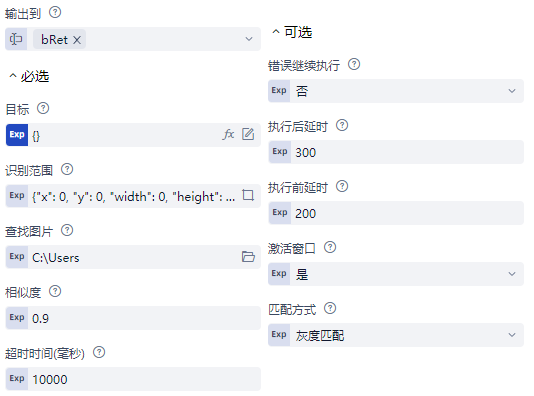 输出到
bRet ×
必选
目标
Exp {} fx
识别范围
Exp {"x": 0, "y": 0, "width": 0, "height": ...
查找图片
Exp C:\Users
相似度
Exp 0.9
超时时间(毫秒)
Exp 10000
可选
错误继续执行
Exp 否
执行后延时
Exp 300
执行前延时
Exp 200
激活窗口
Exp 是
匹配方式
Exp 灰度匹配